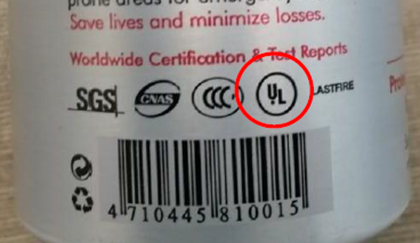 Save lives and minimize losses.
Worldwide Certification & Test Reports
SGS CNAS CCC UL LASTFIRE
4 710445 810015